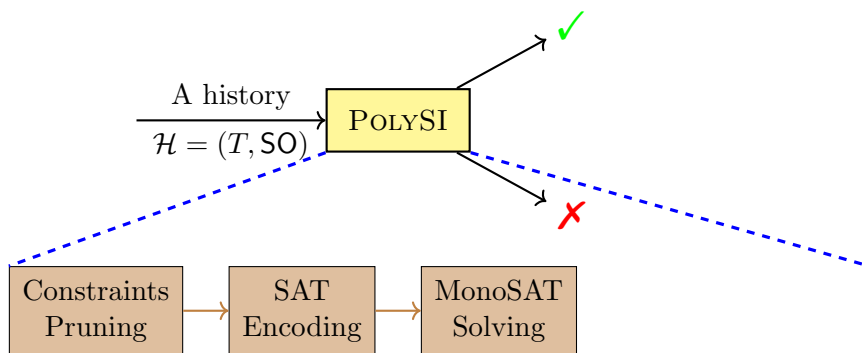 ✓
A history
POLYSI
ℋ = (T, SO)
✗
Constraints
Pruning
SAT
Encoding
MonoSAT
Solving